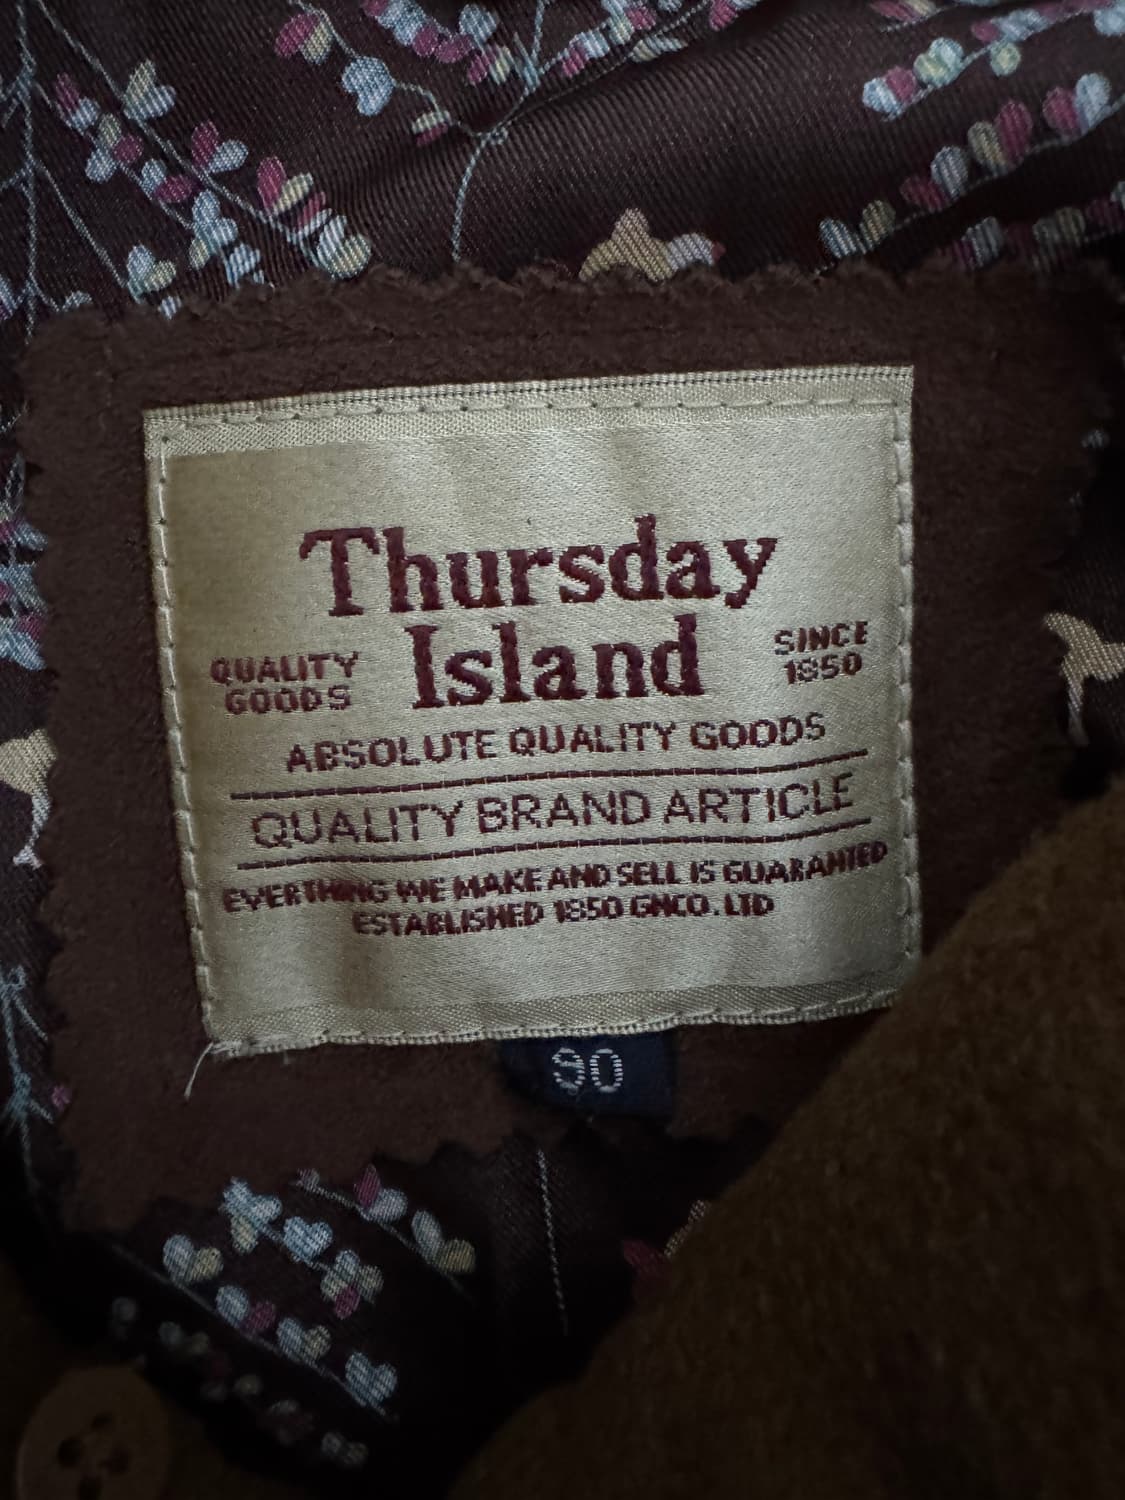 Thursday
Island
QUALITY
GOODS
SINCE
1850
ABSOLUTE QUALITY GOODS
QUALITY BRAND ARTICLE
EVERTHING WE MAKE AND SELL IS GUARANTED
ESTABLISHED 1850 GNCO. LTD
90